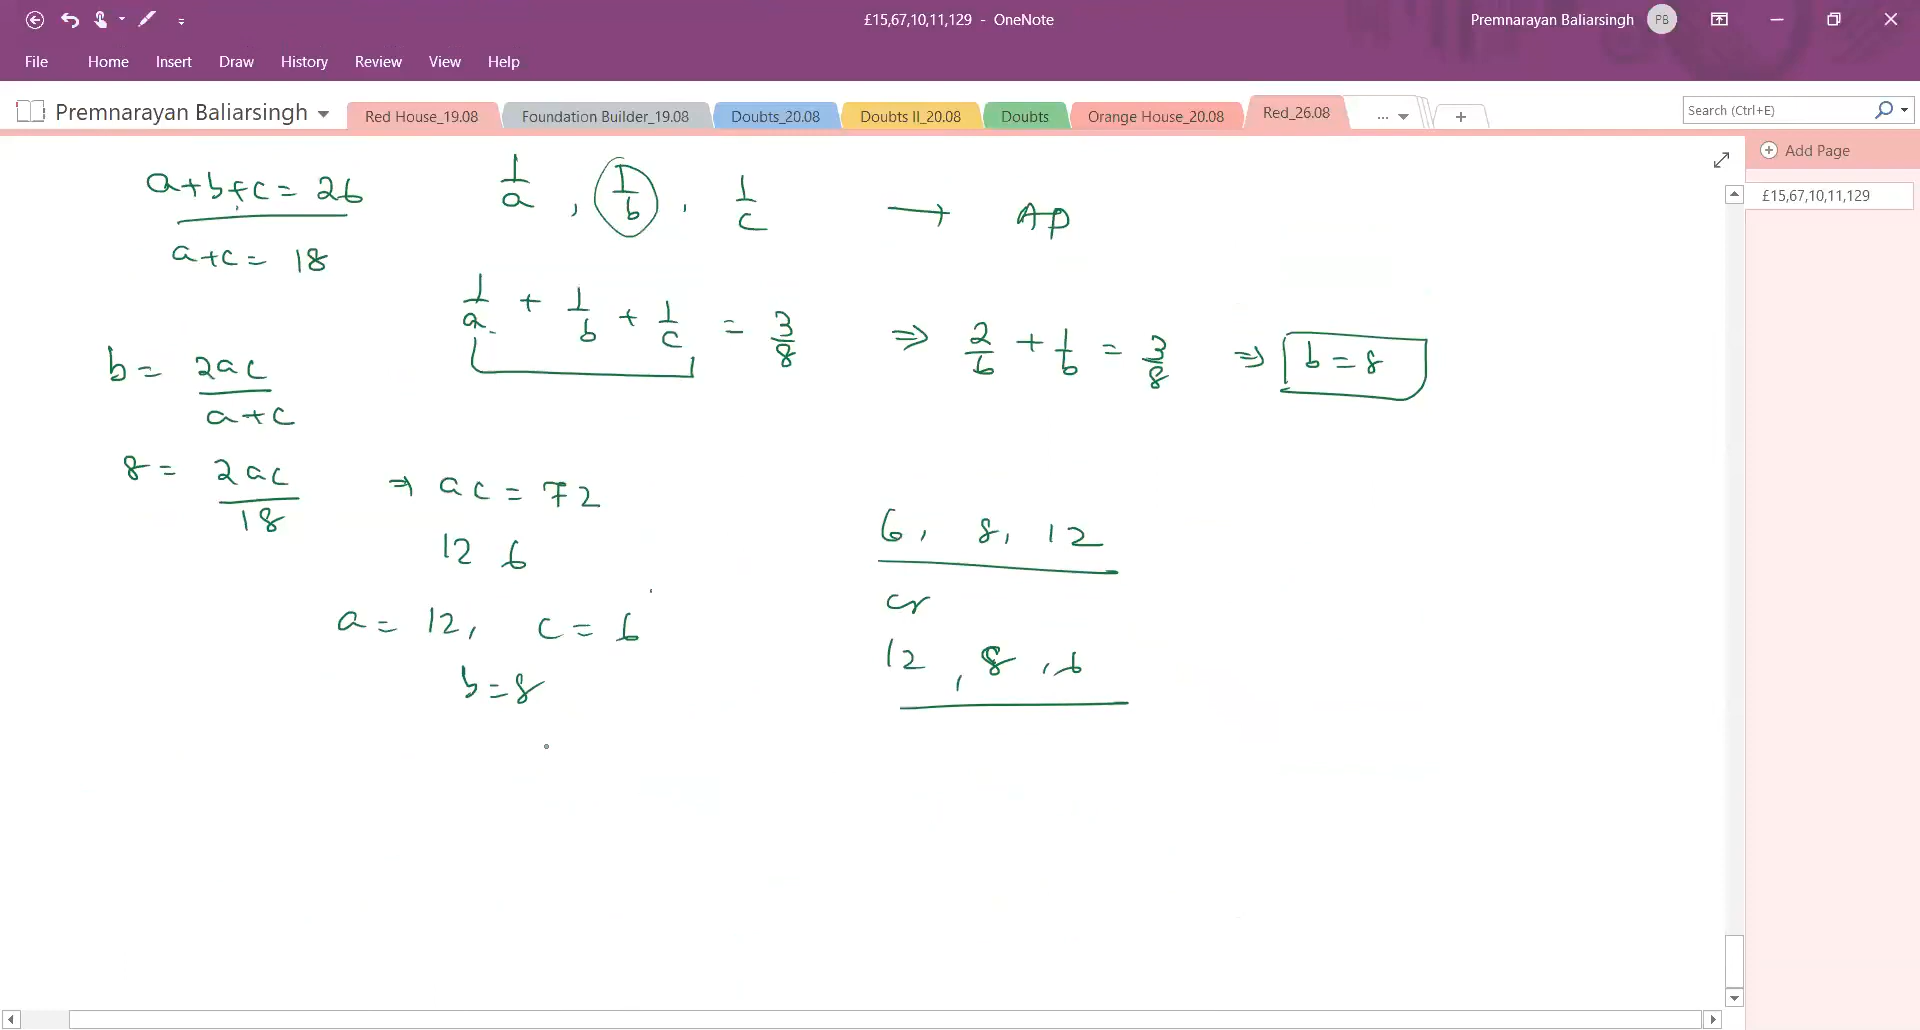 £15,67,10,11,129 - OneNote
Premnarayan Baliarsingh PB
File Home Insert Draw History Review View Help
Premnarayan Baliarsingh
Red House_19.08 Foundation Builder_19.08 Doubts_20.08 Doubts II_20.08 Doubts Orange House_20.08 Red_26.08 ... +
Search (Ctrl+E)
Add Page
£15,67,10,11,129
a+b+c = 26
a+c = 18
1/a , 1/b , 1/c → AP
1/a + 1/b + 1/c = 3/8 ⇒ 2/b + 1/b = 3/8 ⇒ b = 8
b = 2ac/a+c
8 = 2ac/18 ⇒ ac = 72
12 6
a = 12, c = 6
b = 8
6, 8, 12
or
12, 8, 6